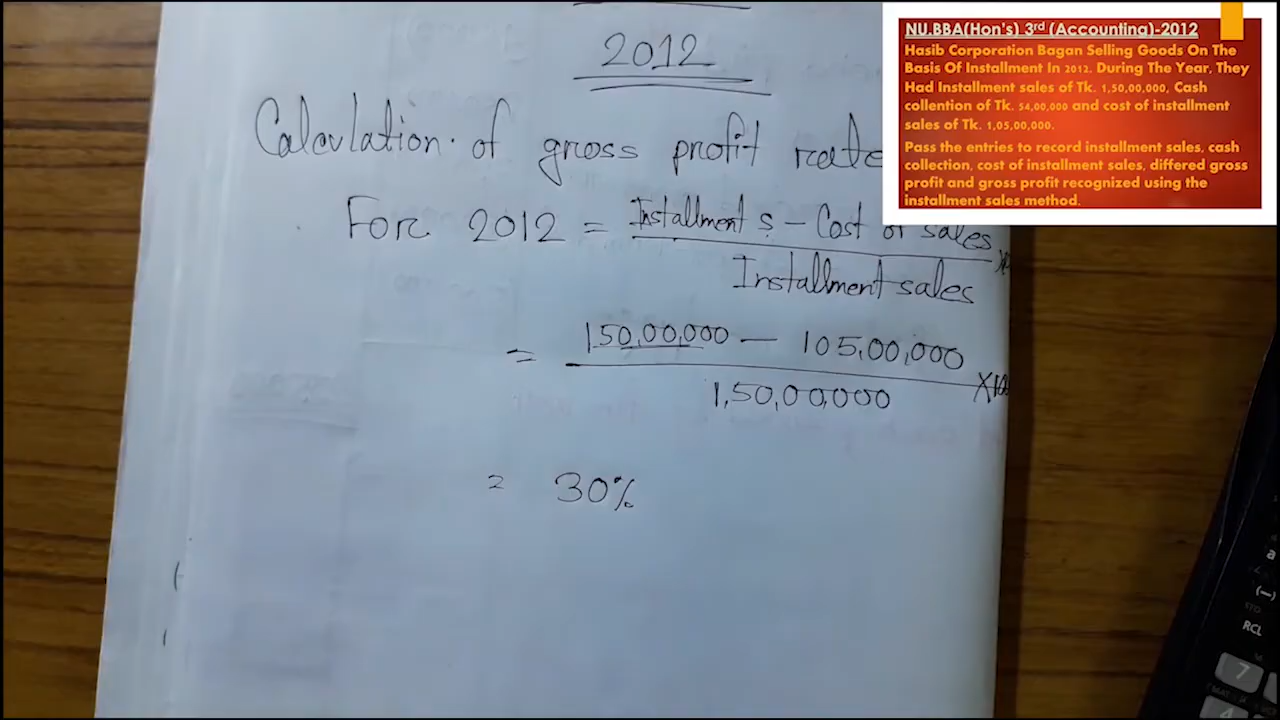 2012
Calculation of gross profit rate
For 2012 = Installment s - Cost of sales
Installment sales
= 150,00,000 - 105,00,000
1,50,00,000 X100
= 30%
NU.BBA(Hon's) 3rd (Accounting)-2012
Hasib Corporation Bagan Selling Goods On The
Basis Of Installment In 2012. During The Year, They
Had Installment sales of Tk. 1,50,00,000, Cash
collention of Tk. 54,00,000 and cost of installment
sales of Tk. 1,05,00,000.
Pass the entries to record installment sales, cash
collection, cost of installment sales, differed gross
profit and gross profit recognized using the
installment sales method.
(-)
RCL
7
4